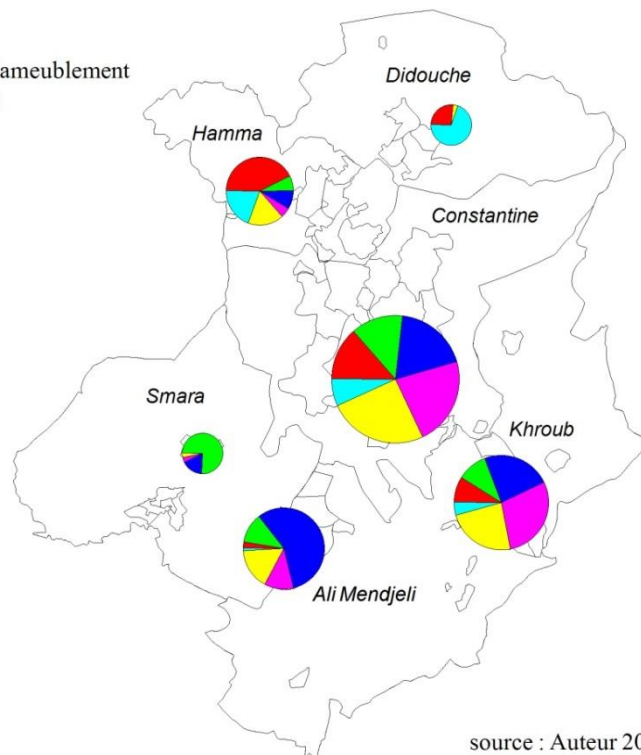 ameublement
Didouche
Hamma
Constantine
Smara
Khroub
Ali Mendjeli
source : Auteur 20